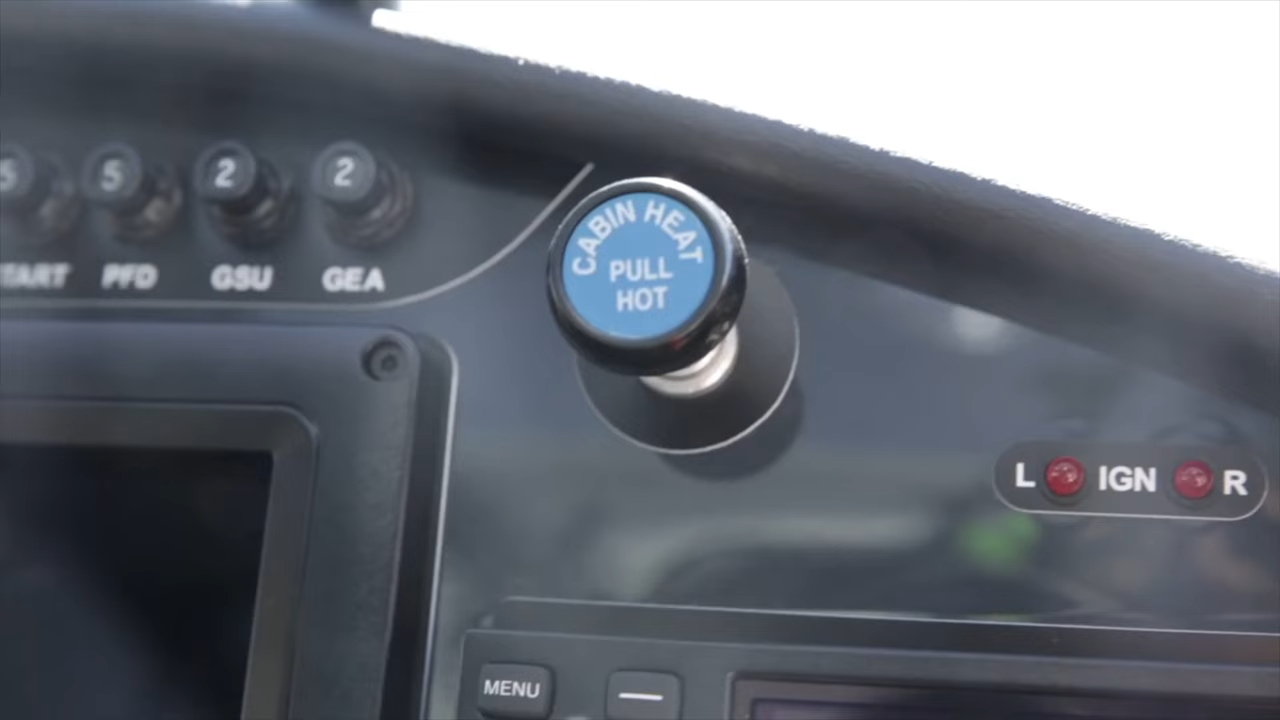 5 5 2 2
TART PFD GSU GEA
CABIN HEAT
PULL
HOT
L IGN R
MENU